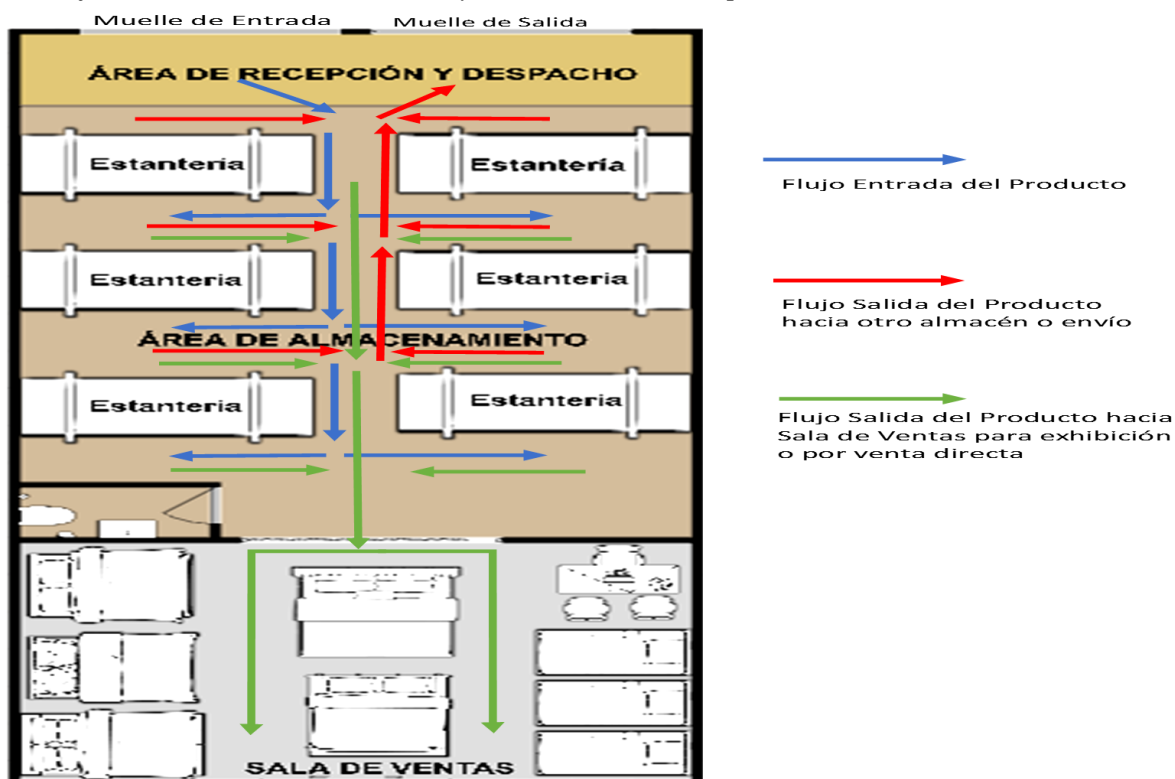 Muelle de Entrada
Muelle de Salida
ÁREA DE RECEPCIÓN Y DESPACHO
Estanteria
Estantería
Flujo Entrada del Producto
Estanteria
Estanteria
Flujo Salida del Producto
hacia otro almacén o envío
ÁREA DE ALMACENAMIENTO
Estanteria
Estanteria
Flujo Salida del Producto hacia
Sala de Ventas para exhibición
o por venta directa
SALA DE VENTAS